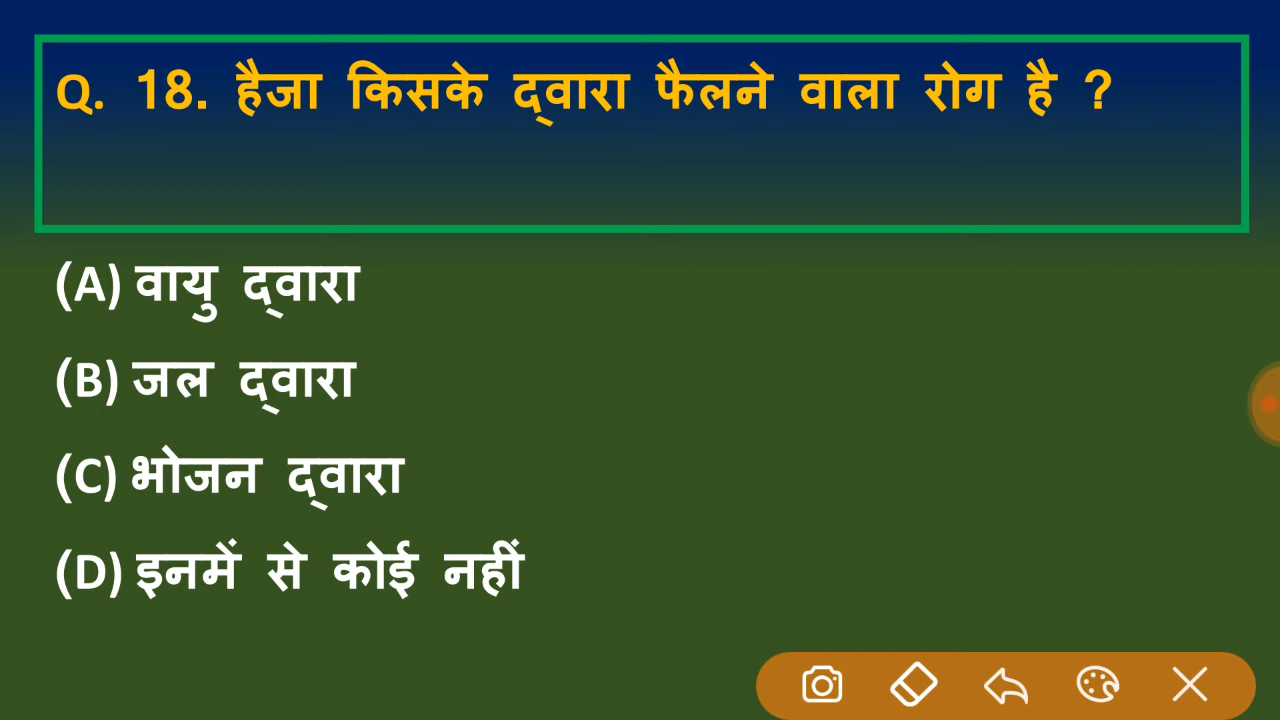 Q. 18. हैजा किसके द्वारा फैलने वाला रोग है ?
(A) वायु द्वारा
(B) जल द्वारा
(C) भोजन द्वारा
(D) इनमें से कोई नहीं